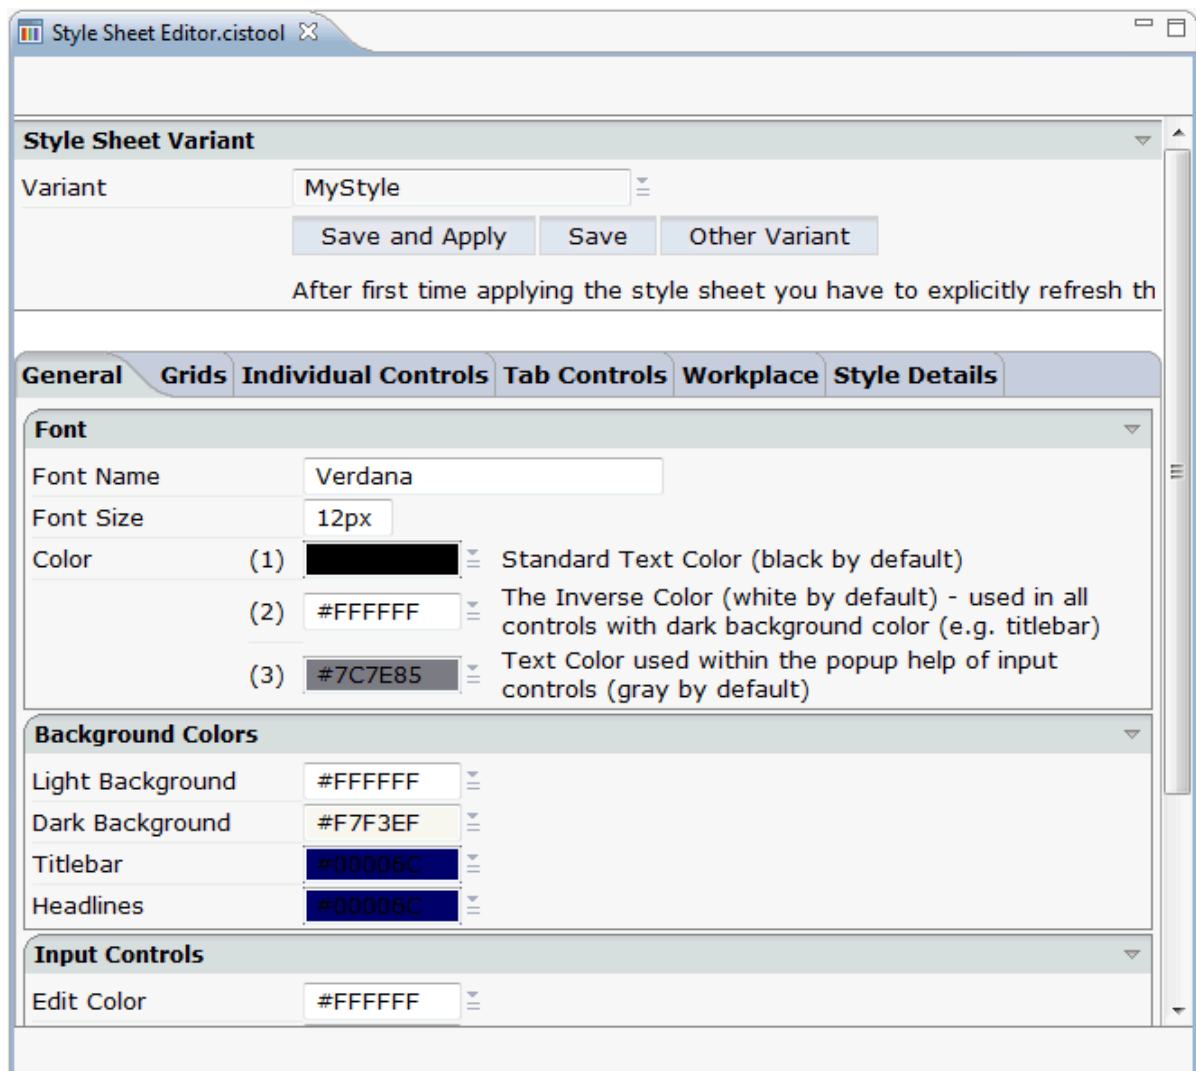 Style Sheet Editor.cistool
Style Sheet Variant
Variant MyStyle
Save and Apply Save Other Variant
After first time applying the style sheet you have to explicitly refresh th
General Grids Individual Controls Tab Controls Workplace Style Details
Font
Font Name Verdana
Font Size 12px
Color (1) Standard Text Color (black by default)
(2) #FFFFFF The Inverse Color (white by default) - used in all
controls with dark background color (e.g. titlebar)
(3) #7C7E85 Text Color used within the popup help of input
controls (gray by default)
Background Colors
Light Background #FFFFFF
Dark Background #F7F3EF
Titlebar #00006C
Headlines #00006C
Input Controls
Edit Color #FFFFFF